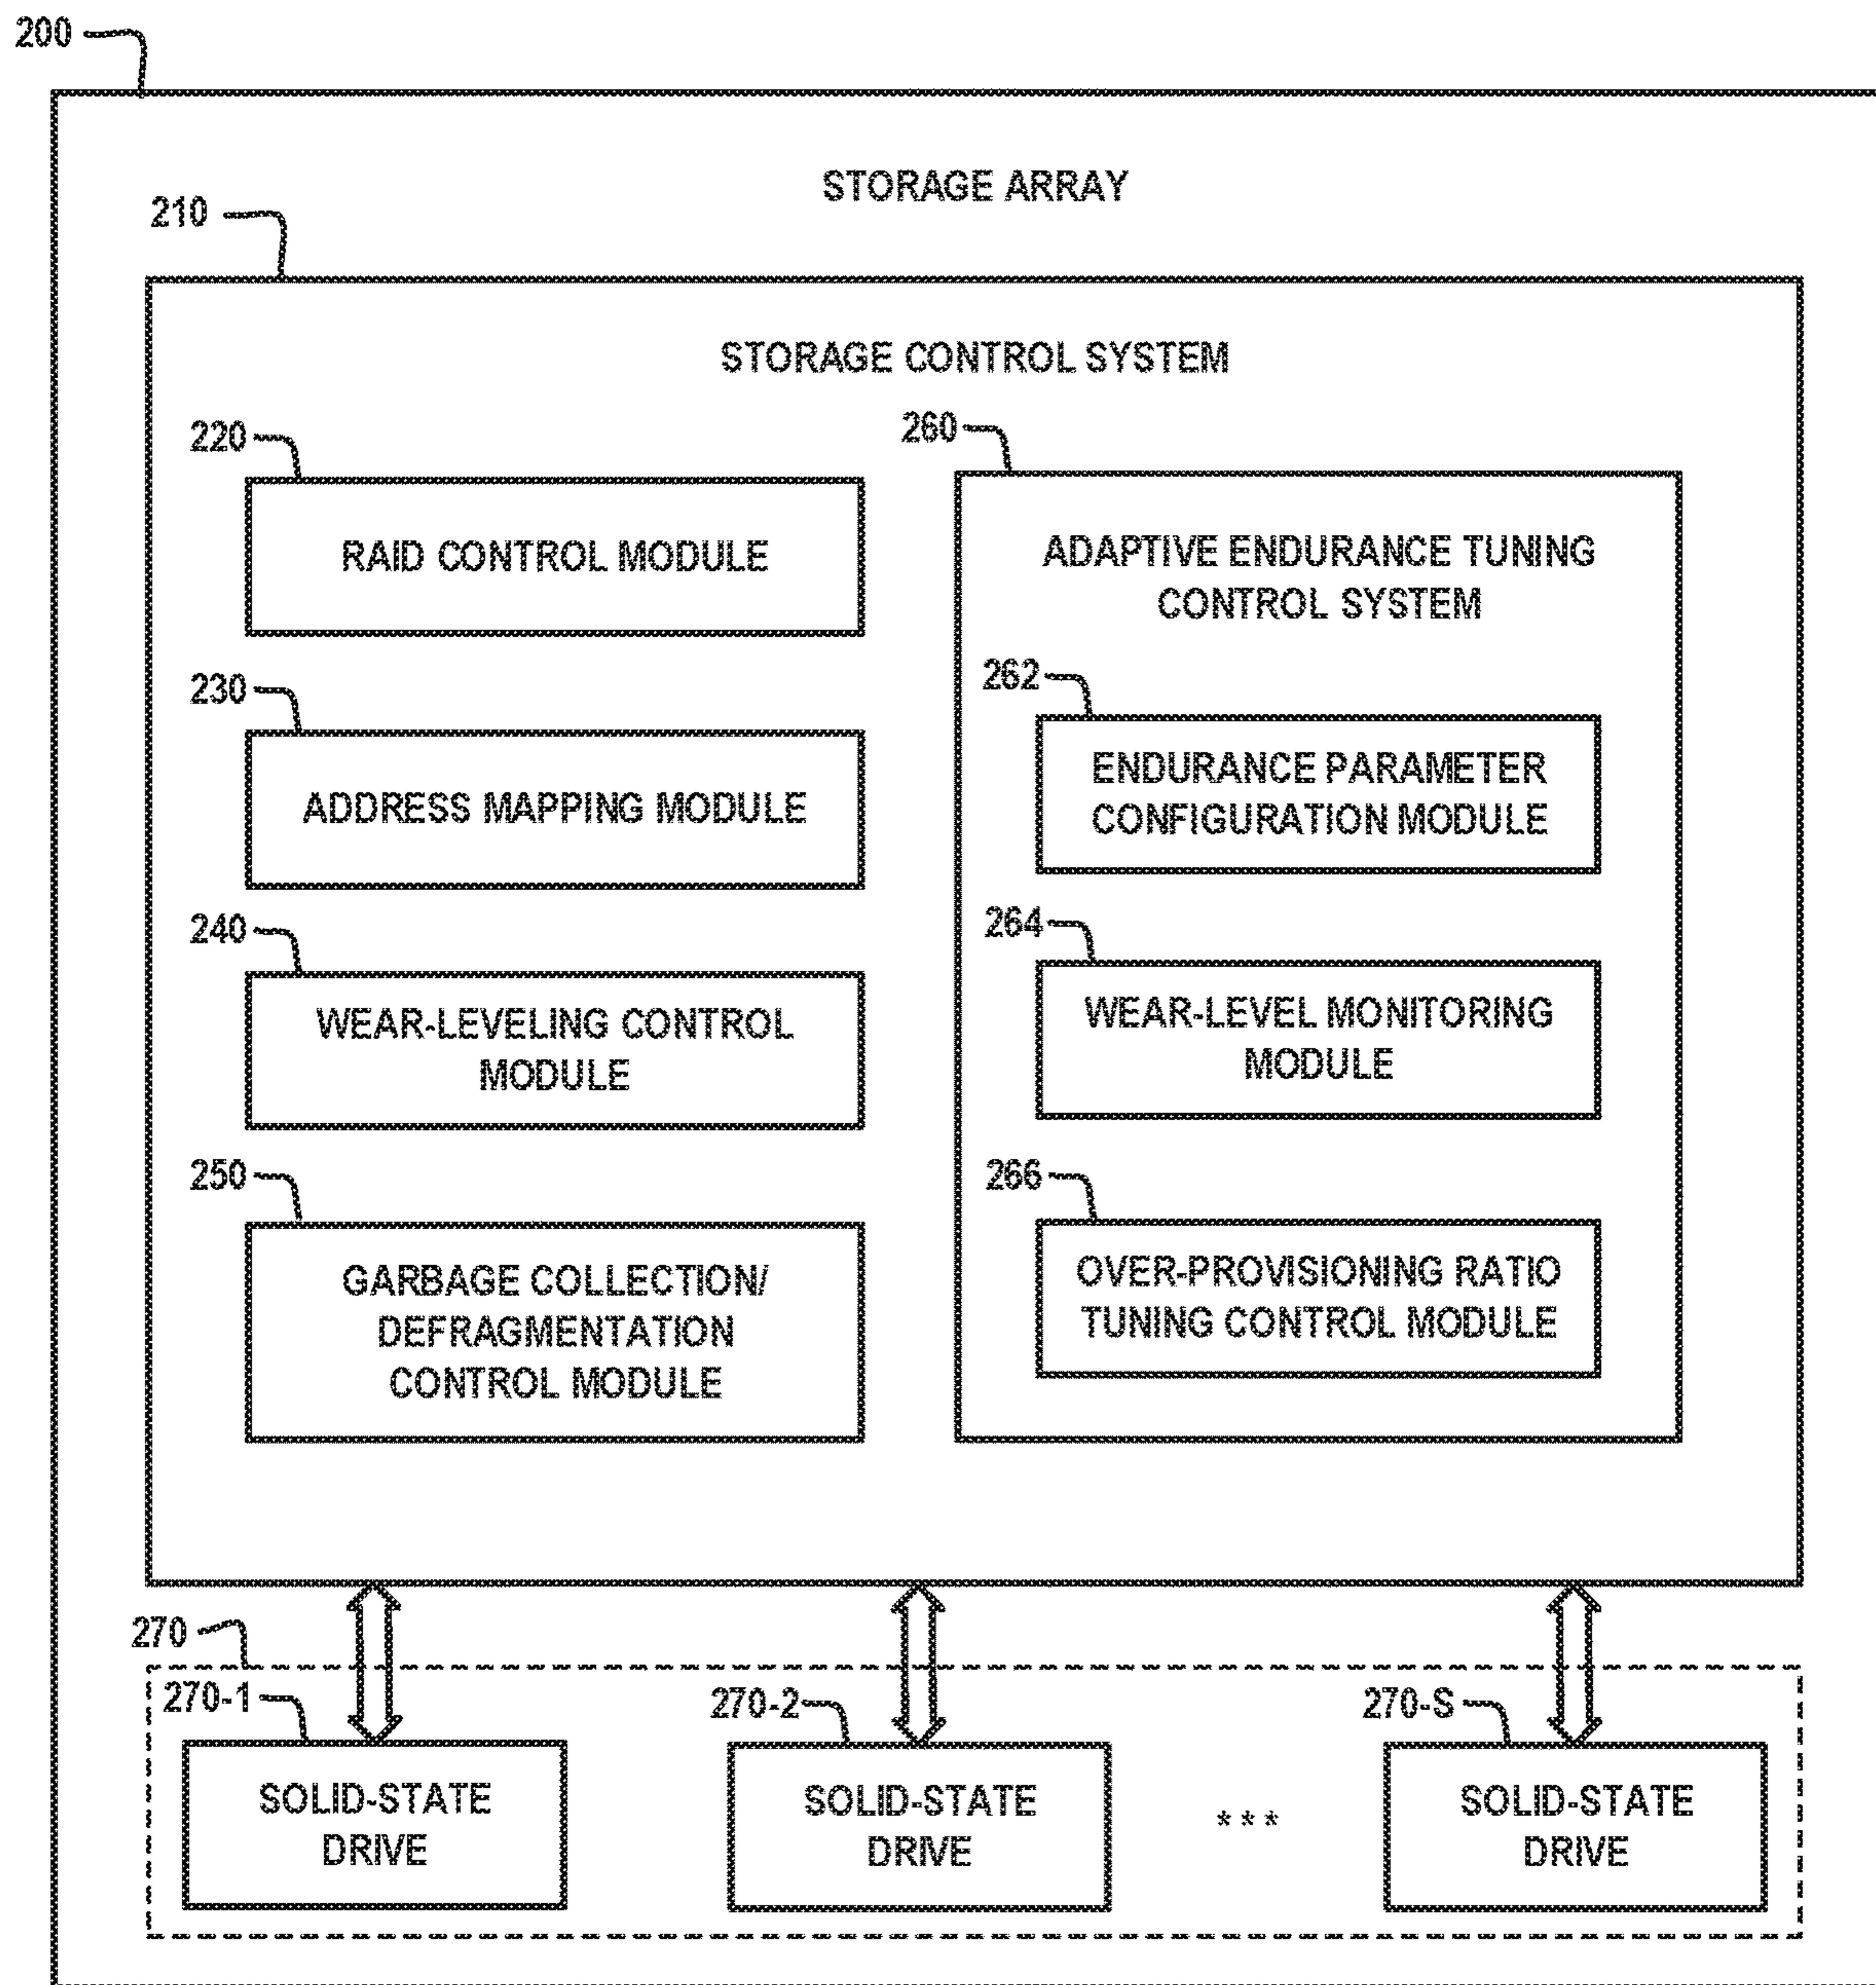 200
STORAGE ARRAY
210
STORAGE CONTROL SYSTEM
220
RAID CONTROL MODULE
230
ADDRESS MAPPING MODULE
240
WEAR-LEVELING CONTROL
MODULE
250
GARBAGE COLLECTION/
DEFRAGMENTATION
CONTROL MODULE
260
ADAPTIVE ENDURANCE TUNING
CONTROL SYSTEM
262
ENDURANCE PARAMETER
CONFIGURATION MODULE
264
WEAR-LEVEL MONITORING
MODULE
266
OVER-PROVISIONING RATIO
TUNING CONTROL MODULE
270
270-1
SOLID-STATE
DRIVE
270-2
SOLID-STATE
DRIVE
***
270-S
SOLID-STATE
DRIVE